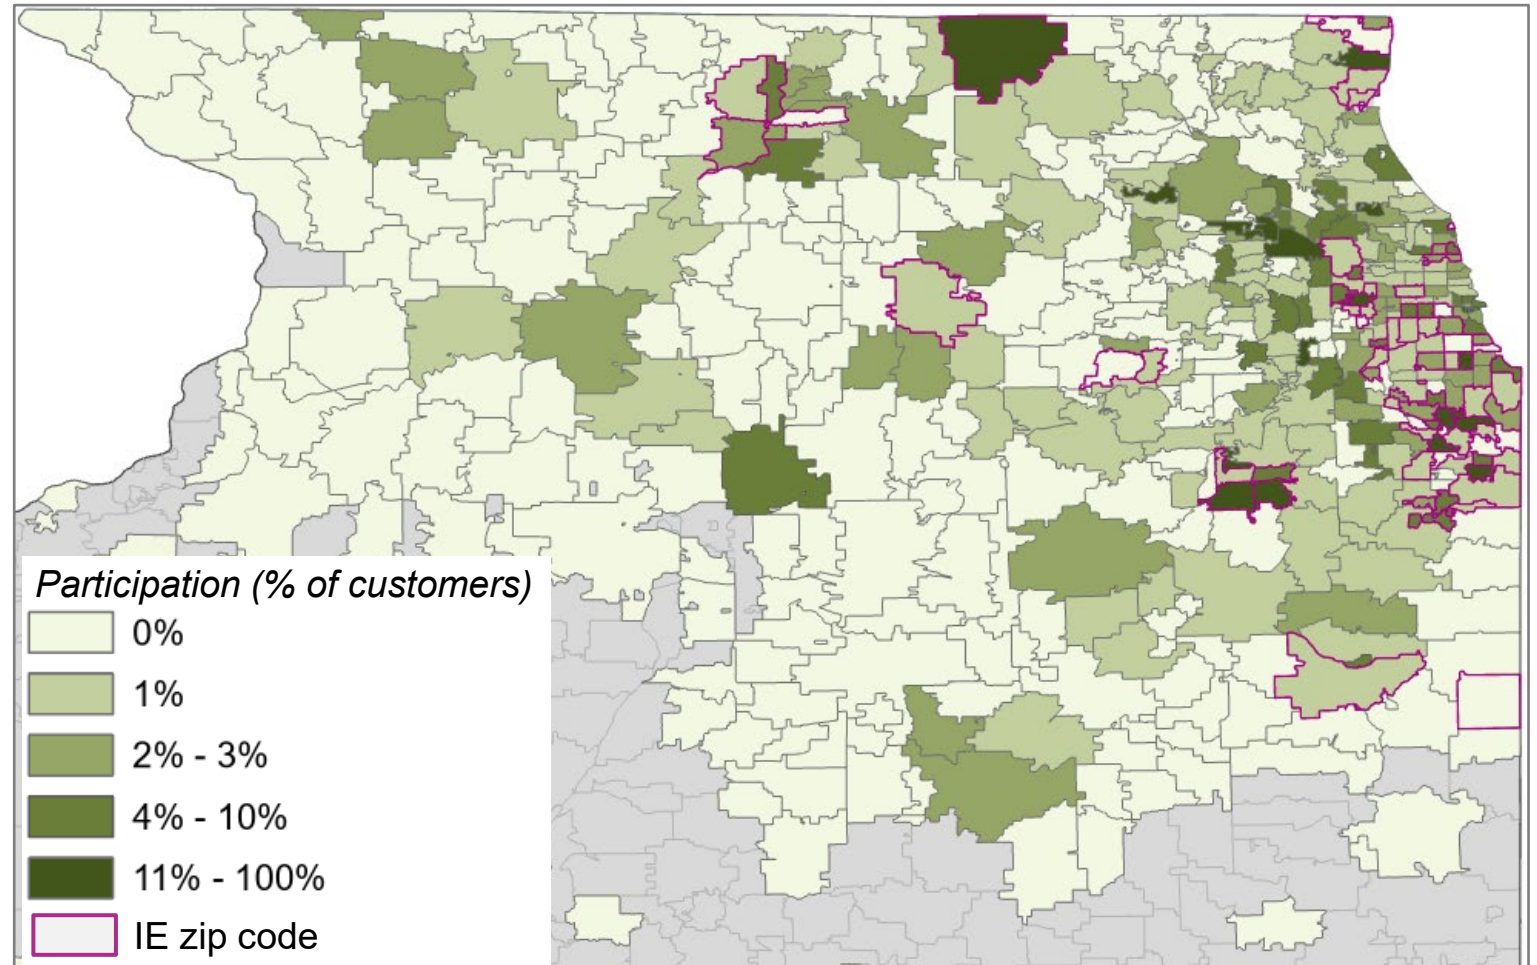 Participation (% of customers)
0%
1%
2% - 3%
4% - 10%
11% - 100%
IE zip code